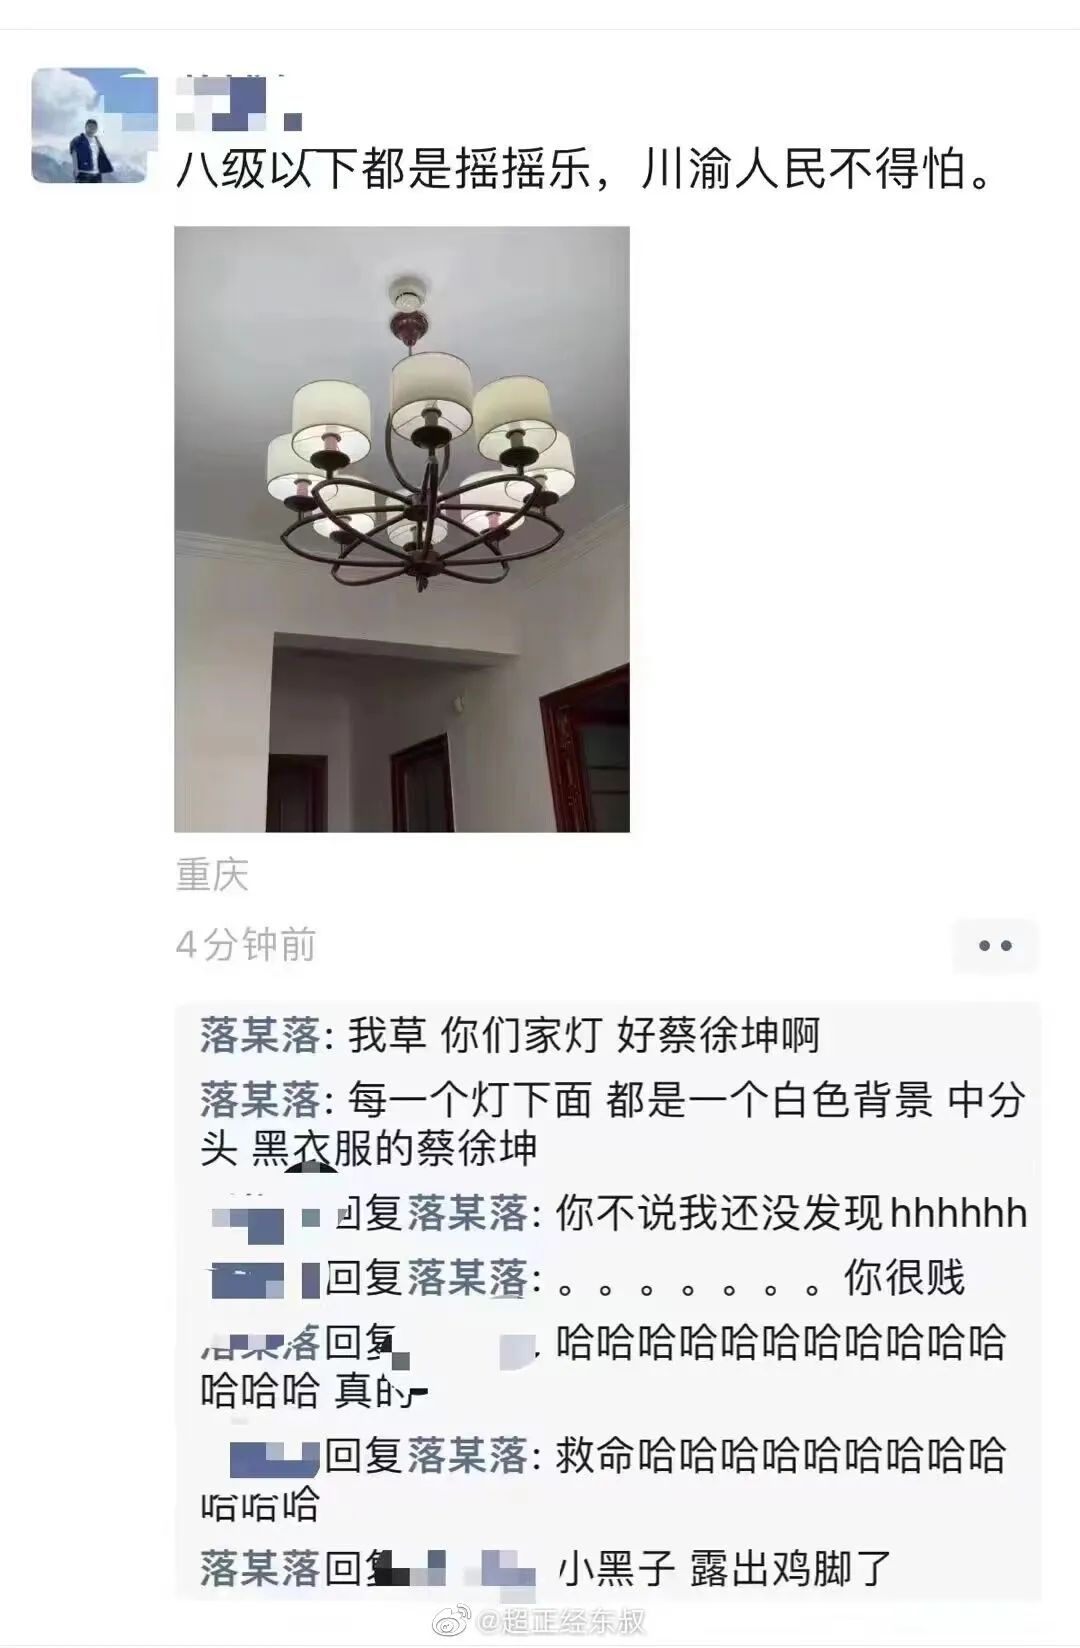 八级以下都是摇摇乐，川渝人民不得怕。
重庆
4分钟前
落某落: 我草 你们家灯 好蔡徐坤啊
落某落: 每一个灯下面 都是一个白色背景 中分
头 黑衣服的蔡徐坤
回复落某落: 你不说我还没发现hhhhhh
回复落某落: 。。。。。。。你很贱
落某落回复 哈哈哈哈哈哈哈哈哈哈哈
哈哈哈 真的
回复落某落: 救命哈哈哈哈哈哈哈哈哈
哈哈哈
落某落回复 小黑子 露出鸡脚了
@超正经东叔